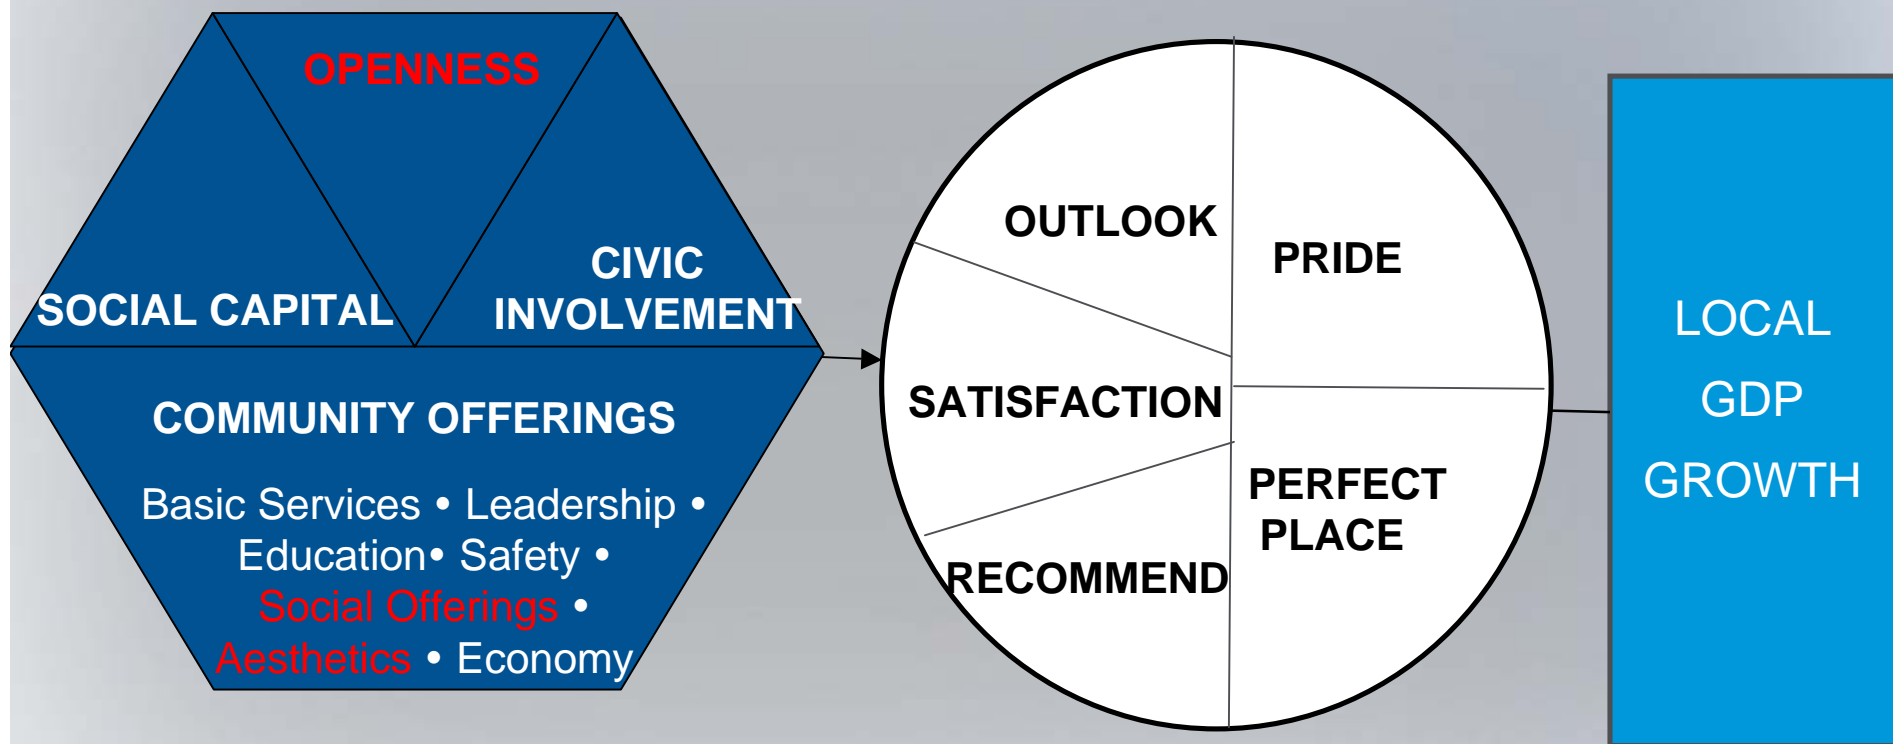 OPENNESS
SOCIAL CAPITAL
CIVIC
INVOLVEMENT
COMMUNITY OFFERINGS
Basic Services • Leadership •
Education• Safety •
Social Offerings •
Aesthetics • Economy
OUTLOOK
PRIDE
SATISFACTION
PERFECT
PLACE
RECOMMEND
LOCAL
GDP
GROWTH